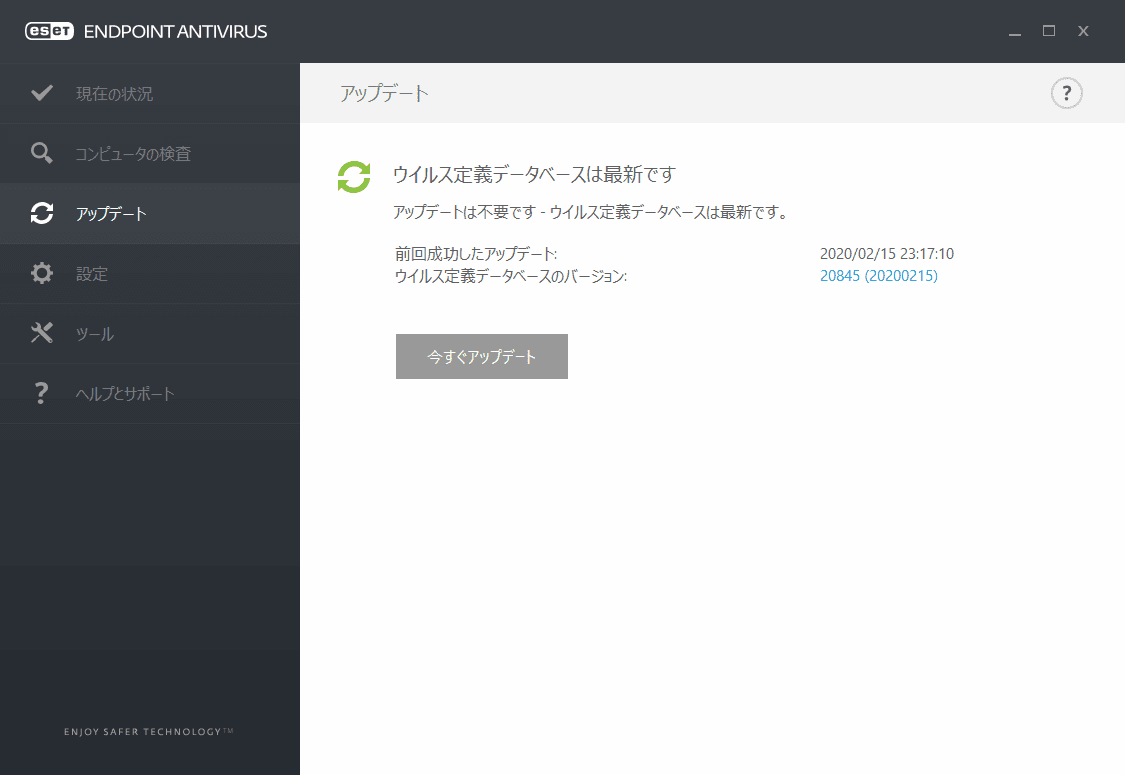 eset ENDPOINT ANTIVIRUS
現在の状況
コンピュータの検査
アップデート
設定
ツール
ヘルプとサポート
ENJOY SAFER TECHNOLOGY™
アップデート
?
ウイルス定義データベースは最新です
アップデートは不要です - ウイルス定義データベースは最新です。
前回成功したアップデート: 2020/02/15 23:17:10
ウイルス定義データベースのバージョン: 20845 (20200215)
今すぐアップデート